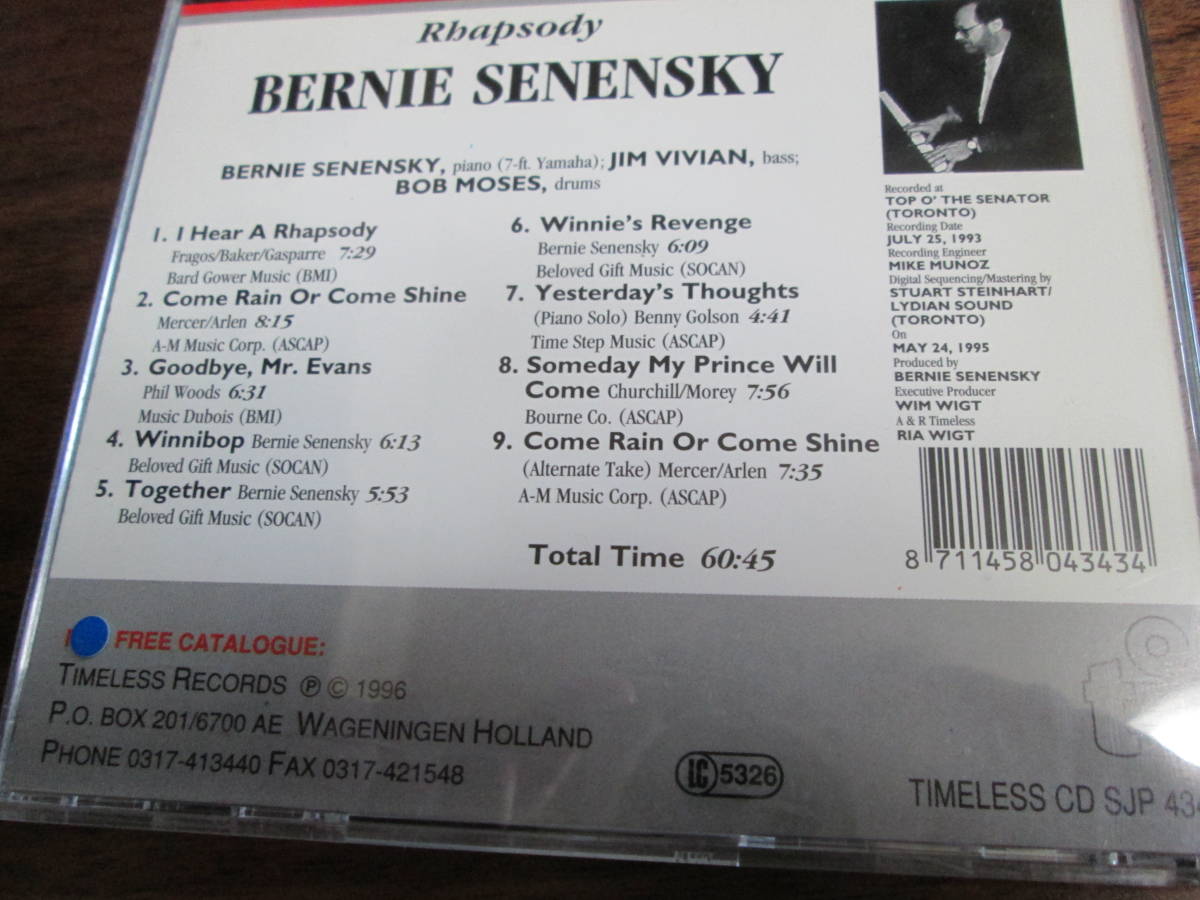 Rhapsody
BERNIE SENENSKY
BERNIE SENENSKY, piano (7-ft. Yamaha); JIM VIVIAN, bass;
BOB MOSES, drums
1. I Hear A Rhapsody
Fragos/Baker/Gasparre 7:29
Bard Gower Music (BMI)
2. Come Rain Or Come Shine
Mercer/Arlen 8:15
A-M Music Corp. (ASCAP)
3. Goodbye, Mr. Evans
Phil Woods 6:31
Music Dubois (BMI)
4. Winnibop Bernie Senensky 6:13
Beloved Gift Music (SOCAN)
5. Together Bernie Senensky 5:53
Beloved Gift Music (SOCAN)
6. Winnie's Revenge
Bernie Senensky 6:09
Beloved Gift Music (SOCAN)
7. Yesterday's Thoughts
(Piano Solo) Benny Golson 4:41
Time Step Music (ASCAP)
8. Someday My Prince Will
Come Churchill/Morey 7:56
Bourne Co. (ASCAP)
9. Come Rain Or Come Shine
(Alternate Take) Mercer/Arlen 7:35
A-M Music Corp. (ASCAP)
Total Time 60:45
Recorded at
TOP O' THE SENATOR
(TORONTO)
Recording Date
JULY 25, 1993
Recording Engineer
MIKE MUNOZ
Digital Sequencing/Mastering by
STUART STEINHART/
LYDIAN SOUND
(TORONTO)
On
MAY 24, 1995
Produced by
BERNIE SENENSKY
Executive Producer
WIM WIGT
A & R Timeless
RIA WIGT
8 711458 043434
FREE CATALOGUE:
TIMELESS RECORDS ℗ © 1996
P.O. BOX 201/6700 AE WAGENINGEN HOLLAND
PHONE 0317-413440 FAX 0317-421548
LC 5326
TIMELESS CD SJP 43